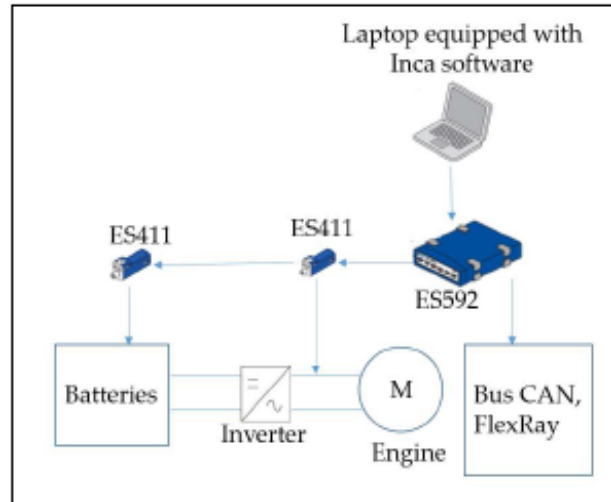 Laptop equipped with
Inca software
ES411
ES411
ES592
Batteries
Inverter
M
Engine
Bus CAN,
FlexRay